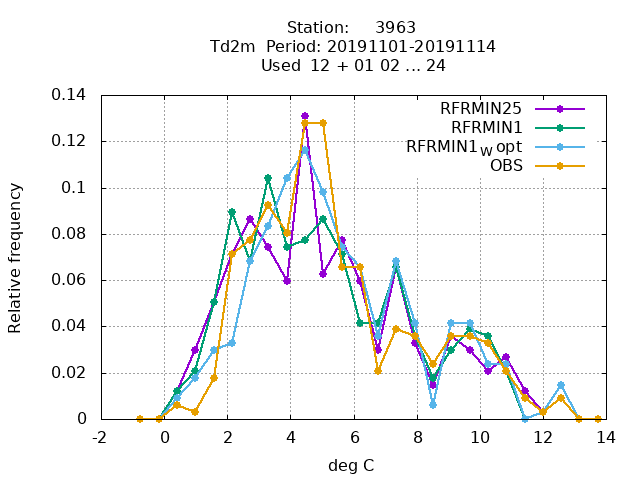 Station:     3963
Td2m  Period: 20191101-20191114
Used  12 + 01 02 ... 24
0.14
0.12
0.1
0.08
0.06
0.04
0.02
0
-2 0 2 4 6 8 10 12 14
Relative frequency
deg C
RFRMIN25
RFRMIN1
RFRMIN1W opt
OBS